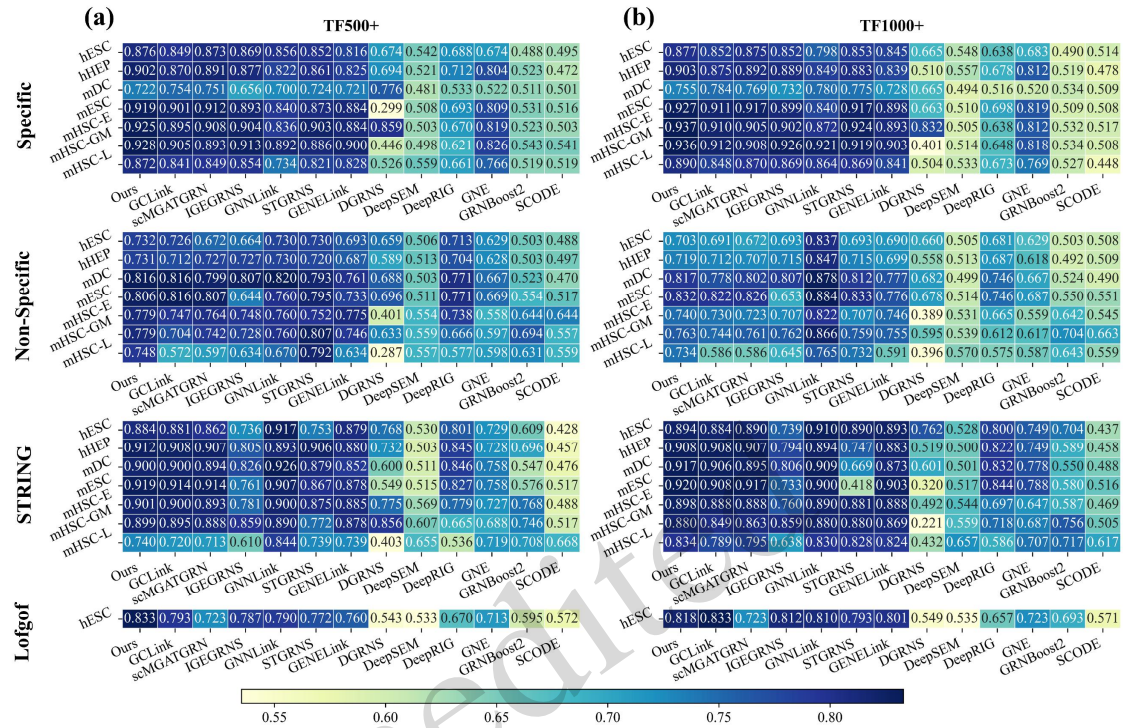 (a)
TF500+
Specific
hESC 0.876 0.849 0.873 0.869 0.856 0.852 0.816 0.674 0.542 0.688 0.674 0.488 0.495
hHEP 0.902 0.870 0.891 0.877 0.822 0.861 0.825 0.694 0.521 0.712 0.804 0.523 0.472
mDC 0.722 0.754 0.751 0.656 0.700 0.724 0.721 0.776 0.481 0.533 0.522 0.511 0.501
mESC 0.919 0.901 0.912 0.893 0.840 0.873 0.884 0.299 0.508 0.693 0.809 0.531 0.516
mHSC-E 0.925 0.895 0.908 0.904 0.836 0.903 0.884 0.859 0.503 0.670 0.819 0.523 0.503
mHSC-GM 0.928 0.905 0.893 0.913 0.892 0.886 0.900 0.446 0.498 0.621 0.826 0.543 0.541
mHSC-L 0.872 0.841 0.849 0.854 0.734 0.821 0.828 0.526 0.559 0.661 0.766 0.519 0.519
Ours GCLink scMGATGRN IGEGRNS GNNLink STGRNS GENELink DGRNS DeepSEM DeepRIG GNE GRNBoost2 SCODE
Non-Specific
hESC 0.732 0.726 0.672 0.664 0.730 0.730 0.693 0.659 0.506 0.713 0.629 0.503 0.488
hHEP 0.731 0.712 0.727 0.727 0.730 0.720 0.687 0.589 0.513 0.704 0.628 0.503 0.497
mDC 0.816 0.816 0.799 0.807 0.820 0.793 0.761 0.688 0.503 0.771 0.667 0.523 0.470
mESC 0.806 0.816 0.807 0.644 0.760 0.795 0.733 0.696 0.511 0.771 0.669 0.554 0.517
mHSC-E 0.779 0.747 0.764 0.748 0.760 0.752 0.775 0.401 0.554 0.738 0.558 0.644 0.644
mHSC-GM 0.779 0.704 0.742 0.728 0.760 0.807 0.746 0.633 0.559 0.666 0.597 0.694 0.557
mHSC-L 0.748 0.572 0.597 0.634 0.670 0.792 0.634 0.287 0.557 0.577 0.598 0.631 0.559
Ours GCLink scMGATGRN IGEGRNS GNNLink STGRNS GENELink DGRNS DeepSEM DeepRIG GNE GRNBoost2 SCODE
STRING
hESC 0.884 0.881 0.862 0.736 0.917 0.753 0.879 0.768 0.530 0.801 0.729 0.609 0.428
hHEP 0.912 0.908 0.907 0.805 0.893 0.906 0.880 0.732 0.503 0.845 0.728 0.696 0.457
mDC 0.900 0.900 0.894 0.826 0.926 0.879 0.852 0.600 0.511 0.846 0.758 0.547 0.476
mESC 0.919 0.914 0.914 0.761 0.907 0.867 0.878 0.549 0.515 0.827 0.758 0.576 0.517
mHSC-E 0.901 0.900 0.893 0.781 0.900 0.875 0.885 0.775 0.569 0.779 0.727 0.768 0.488
mHSC-GM 0.899 0.895 0.888 0.859 0.890 0.772 0.878 0.856 0.607 0.665 0.688 0.746 0.517
mHSC-L 0.740 0.720 0.713 0.610 0.844 0.739 0.739 0.403 0.655 0.536 0.719 0.708 0.668
Ours GCLink scMGATGRN IGEGRNS GNNLink STGRNS GENELink DGRNS DeepSEM DeepRIG GNE GRNBoost2 SCODE
Lofgof
hESC 0.833 0.793 0.723 0.787 0.790 0.772 0.760 0.543 0.533 0.670 0.713 0.595 0.572
Ours GCLink scMGATGRN IGEGRNS GNNLink STGRNS GENELink DGRNS DeepSEM DeepRIG GNE GRNBoost2 SCODE
(b)
TF1000+
hESC 0.877 0.852 0.875 0.852 0.798 0.853 0.845 0.665 0.548 0.638 0.683 0.490 0.514
hHEP 0.903 0.875 0.892 0.889 0.849 0.883 0.839 0.510 0.557 0.678 0.812 0.519 0.478
mDC 0.755 0.784 0.769 0.732 0.780 0.775 0.728 0.665 0.494 0.516 0.520 0.534 0.509
mESC 0.927 0.911 0.917 0.899 0.840 0.917 0.898 0.663 0.510 0.698 0.819 0.509 0.508
mHSC-E 0.937 0.910 0.905 0.902 0.872 0.924 0.893 0.832 0.505 0.638 0.812 0.532 0.517
mHSC-GM 0.936 0.912 0.908 0.926 0.921 0.919 0.903 0.401 0.514 0.648 0.818 0.534 0.508
mHSC-L 0.890 0.848 0.870 0.869 0.864 0.869 0.851 0.504 0.533 0.673 0.769 0.527 0.448
Ours GCLink scMGATGRN IGEGRNS GNNLink STGRNS GENELink DGRNS DeepSEM DeepRIG GNE GRNBoost2 SCODE
hESC 0.703 0.691 0.672 0.693 0.837 0.693 0.690 0.660 0.505 0.681 0.629 0.503 0.508
hHEP 0.719 0.712 0.707 0.715 0.847 0.715 0.699 0.558 0.513 0.687 0.618 0.492 0.509
mDC 0.817 0.778 0.802 0.807 0.878 0.812 0.777 0.682 0.499 0.746 0.667 0.524 0.490
mESC 0.832 0.822 0.826 0.653 0.884 0.833 0.776 0.678 0.514 0.746 0.687 0.550 0.551
mHSC-E 0.740 0.730 0.723 0.707 0.822 0.707 0.746 0.389 0.531 0.665 0.559 0.642 0.545
mHSC-GM 0.763 0.744 0.761 0.762 0.866 0.759 0.755 0.595 0.539 0.612 0.617 0.704 0.663
mHSC-L 0.734 0.586 0.586 0.645 0.765 0.732 0.591 0.396 0.570 0.575 0.587 0.643 0.559
Ours GCLink scMGATGRN IGEGRNS GNNLink STGRNS GENELink DGRNS DeepSEM DeepRIG GNE GRNBoost2 SCODE
hESC 0.894 0.884 0.890 0.739 0.910 0.890 0.893 0.762 0.528 0.800 0.749 0.704 0.437
hHEP 0.908 0.908 0.907 0.794 0.894 0.747 0.883 0.519 0.500 0.822 0.749 0.589 0.458
mDC 0.917 0.906 0.895 0.806 0.909 0.669 0.873 0.601 0.501 0.832 0.778 0.550 0.488
mESC 0.920 0.908 0.917 0.733 0.900 0.418 0.903 0.320 0.517 0.844 0.788 0.580 0.516
mHSC-E 0.898 0.898 0.888 0.760 0.890 0.893 0.888 0.492 0.544 0.697 0.647 0.587 0.469
mHSC-GM 0.880 0.849 0.863 0.859 0.880 0.880 0.869 0.221 0.559 0.718 0.687 0.756 0.505
mHSC-L 0.834 0.789 0.795 0.638 0.830 0.828 0.824 0.432 0.657 0.586 0.707 0.717 0.617
Ours GCLink scMGATGRN IGEGRNS GNNLink STGRNS GENELink DGRNS DeepSEM DeepRIG GNE GRNBoost2 SCODE
hESC 0.818 0.833 0.723 0.812 0.810 0.793 0.801 0.549 0.535 0.657 0.723 0.693 0.571
Ours GCLink scMGATGRN IGEGRNS GNNLink STGRNS GENELink DGRNS DeepSEM DeepRIG GNE GRNBoost2 SCODE
0.55 0.60 0.65 0.70 0.75 0.80